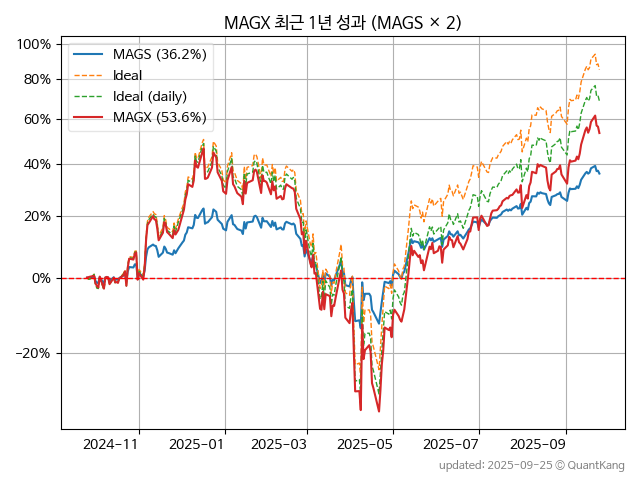 MAGX 최근 1년 성과 (MAGS × 2)
100%
80%
60%
40%
20%
0%
−20%
MAGS (36.2%)
Ideal
Ideal (daily)
MAGX (53.6%)
2024-11
2025-01
2025-03
2025-05
2025-07
2025-09
updated: 2025-09-25 © QuantKang